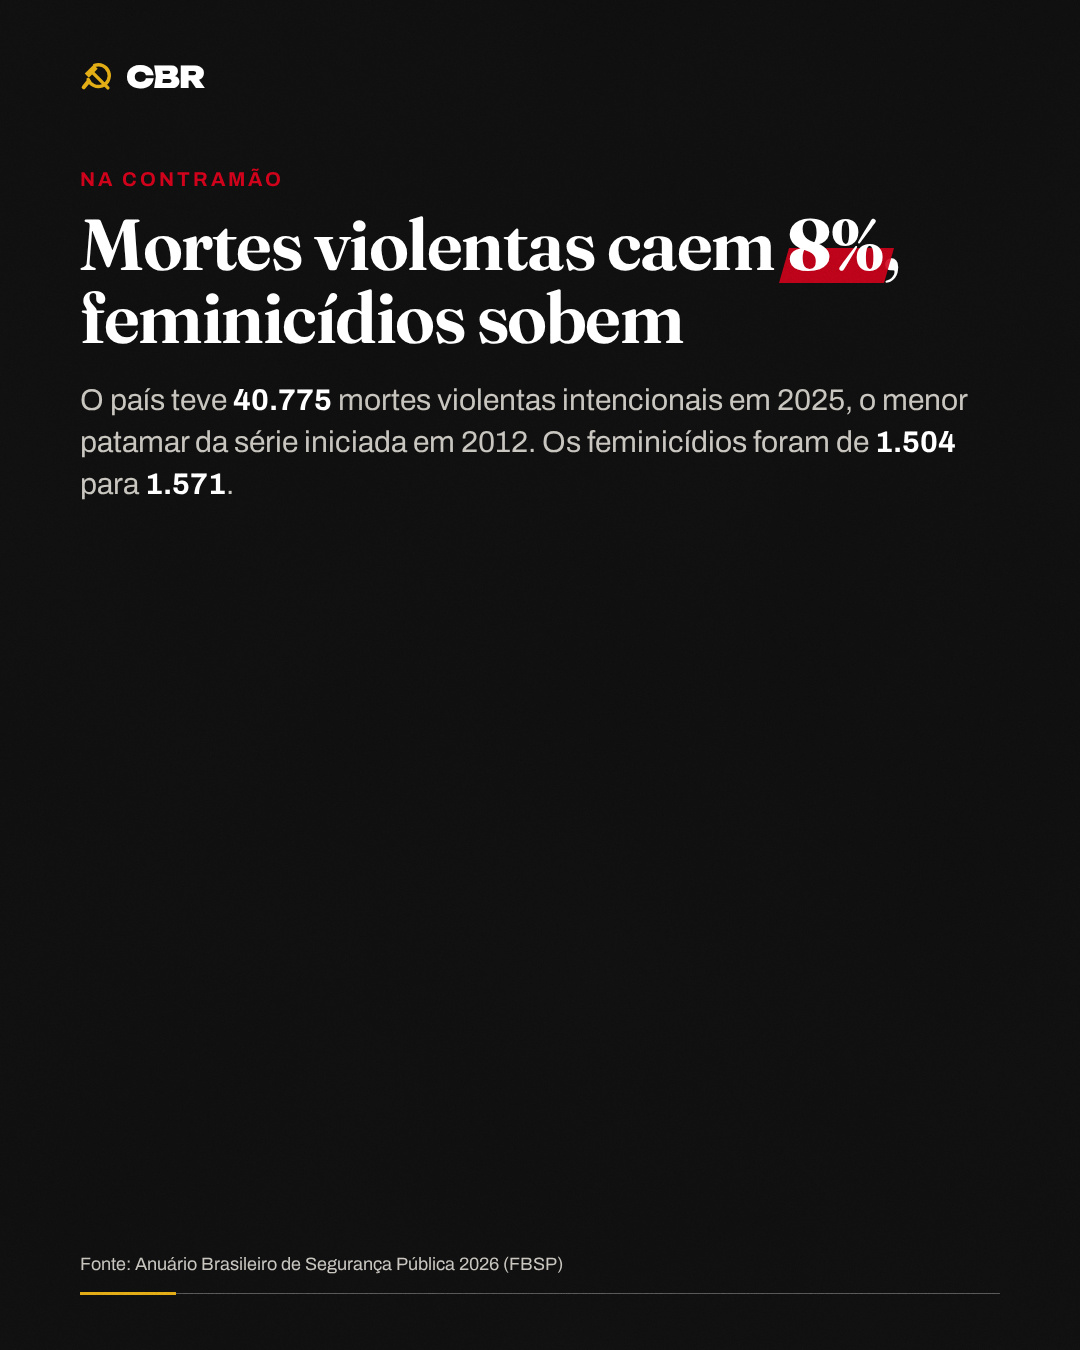 CBR
NA CONTRAMÃO
Mortes violentas caem 8%,
feminicídios sobem
O país teve 40.775 mortes violentas intencionais em 2025, o menor
patamar da série iniciada em 2012. Os feminicídios foram de 1.504
para 1.571.
Fonte: Anuário Brasileiro de Segurança Pública 2026 (FBSP)